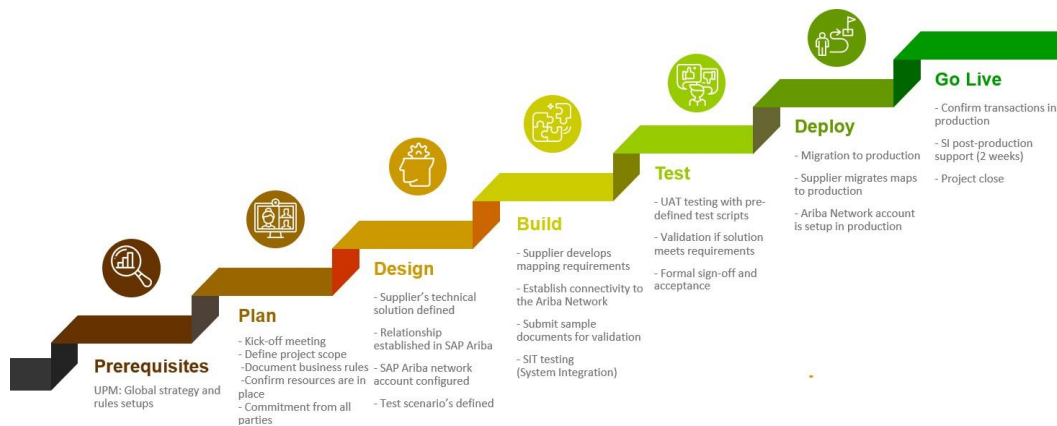 Prerequisites
UPM: Global strategy and
rules setups
Plan
- Kick-off meeting
- Define project scope
-Document business rules
-Confirm resources are in
place
- Commitment from all
parties
Design
- Supplier's technical
solution defined
- Relationship
established in SAP Ariba
- SAP Ariba network
account configured
- Test scenario's defined
Build
- Supplier develops
mapping requirements
- Establish connectivity to
the Ariba Network
- Submit sample
documents for validation
- SIT testing
(System Integration)
Test
- UAT testing with pre-
defined test scripts
- Validation if solution
meets requirements
- Formal sign-off and
acceptance
Deploy
- Migration to production
- Supplier migrates maps
to production
- Ariba Network account
is setup in production
Go Live
- Confirm transactions in
production
- SI post-production
support (2 weeks)
- Project close